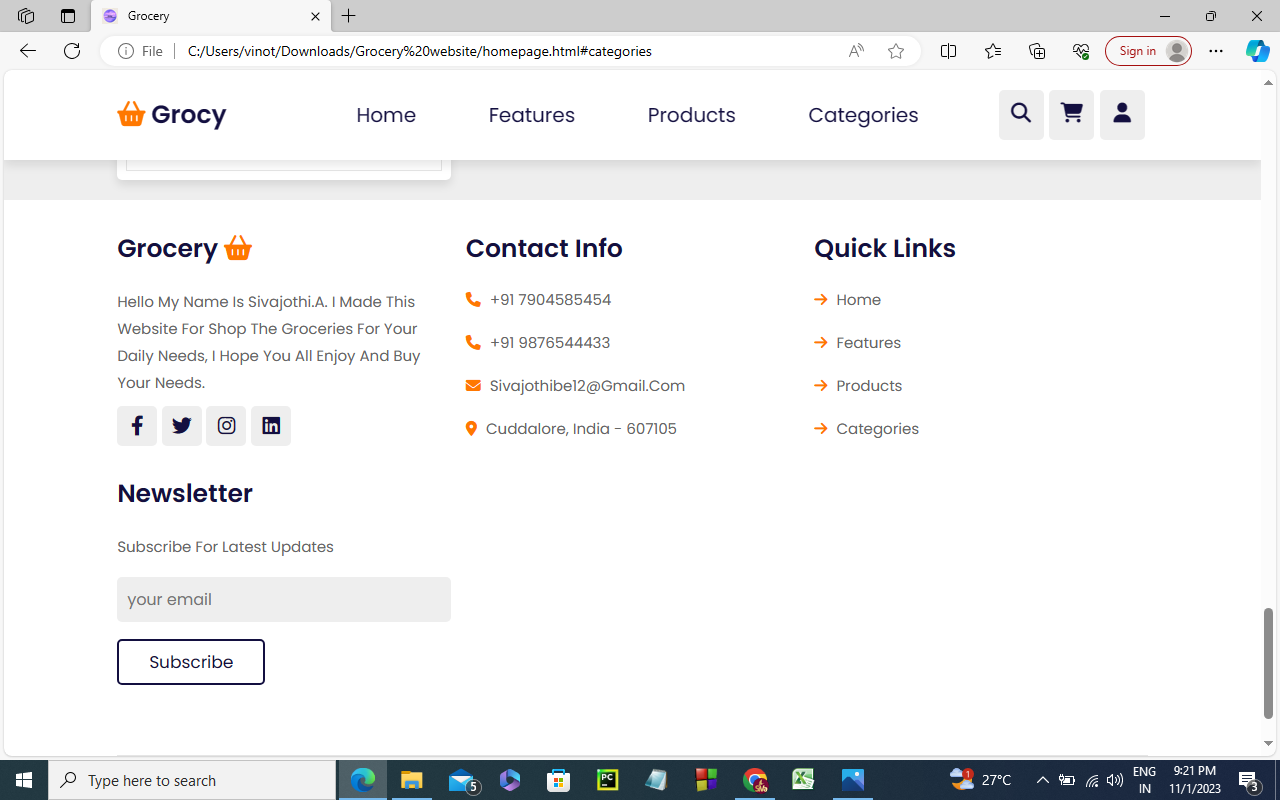 Grocery
File
C:/Users/vinot/Downloads/Grocery%20website/homepage.html#categories
Sign in
Grocy
Home
Features
Products
Categories
Grocery
Hello My Name Is Sivajothi.A. I Made This
Website For Shop The Groceries For Your
Daily Needs, I Hope You All Enjoy And Buy
Your Needs.
Contact Info
+91 7904585454
+91 9876544433
Sivajothibe12@Gmail.Com
Cuddalore, India - 607105
Quick Links
Home
Features
Products
Categories
Newsletter
Subscribe For Latest Updates
your email
Subscribe
Type here to search
5
PC
1
27°C
ENG
IN
9:21 PM
11/1/2023
3